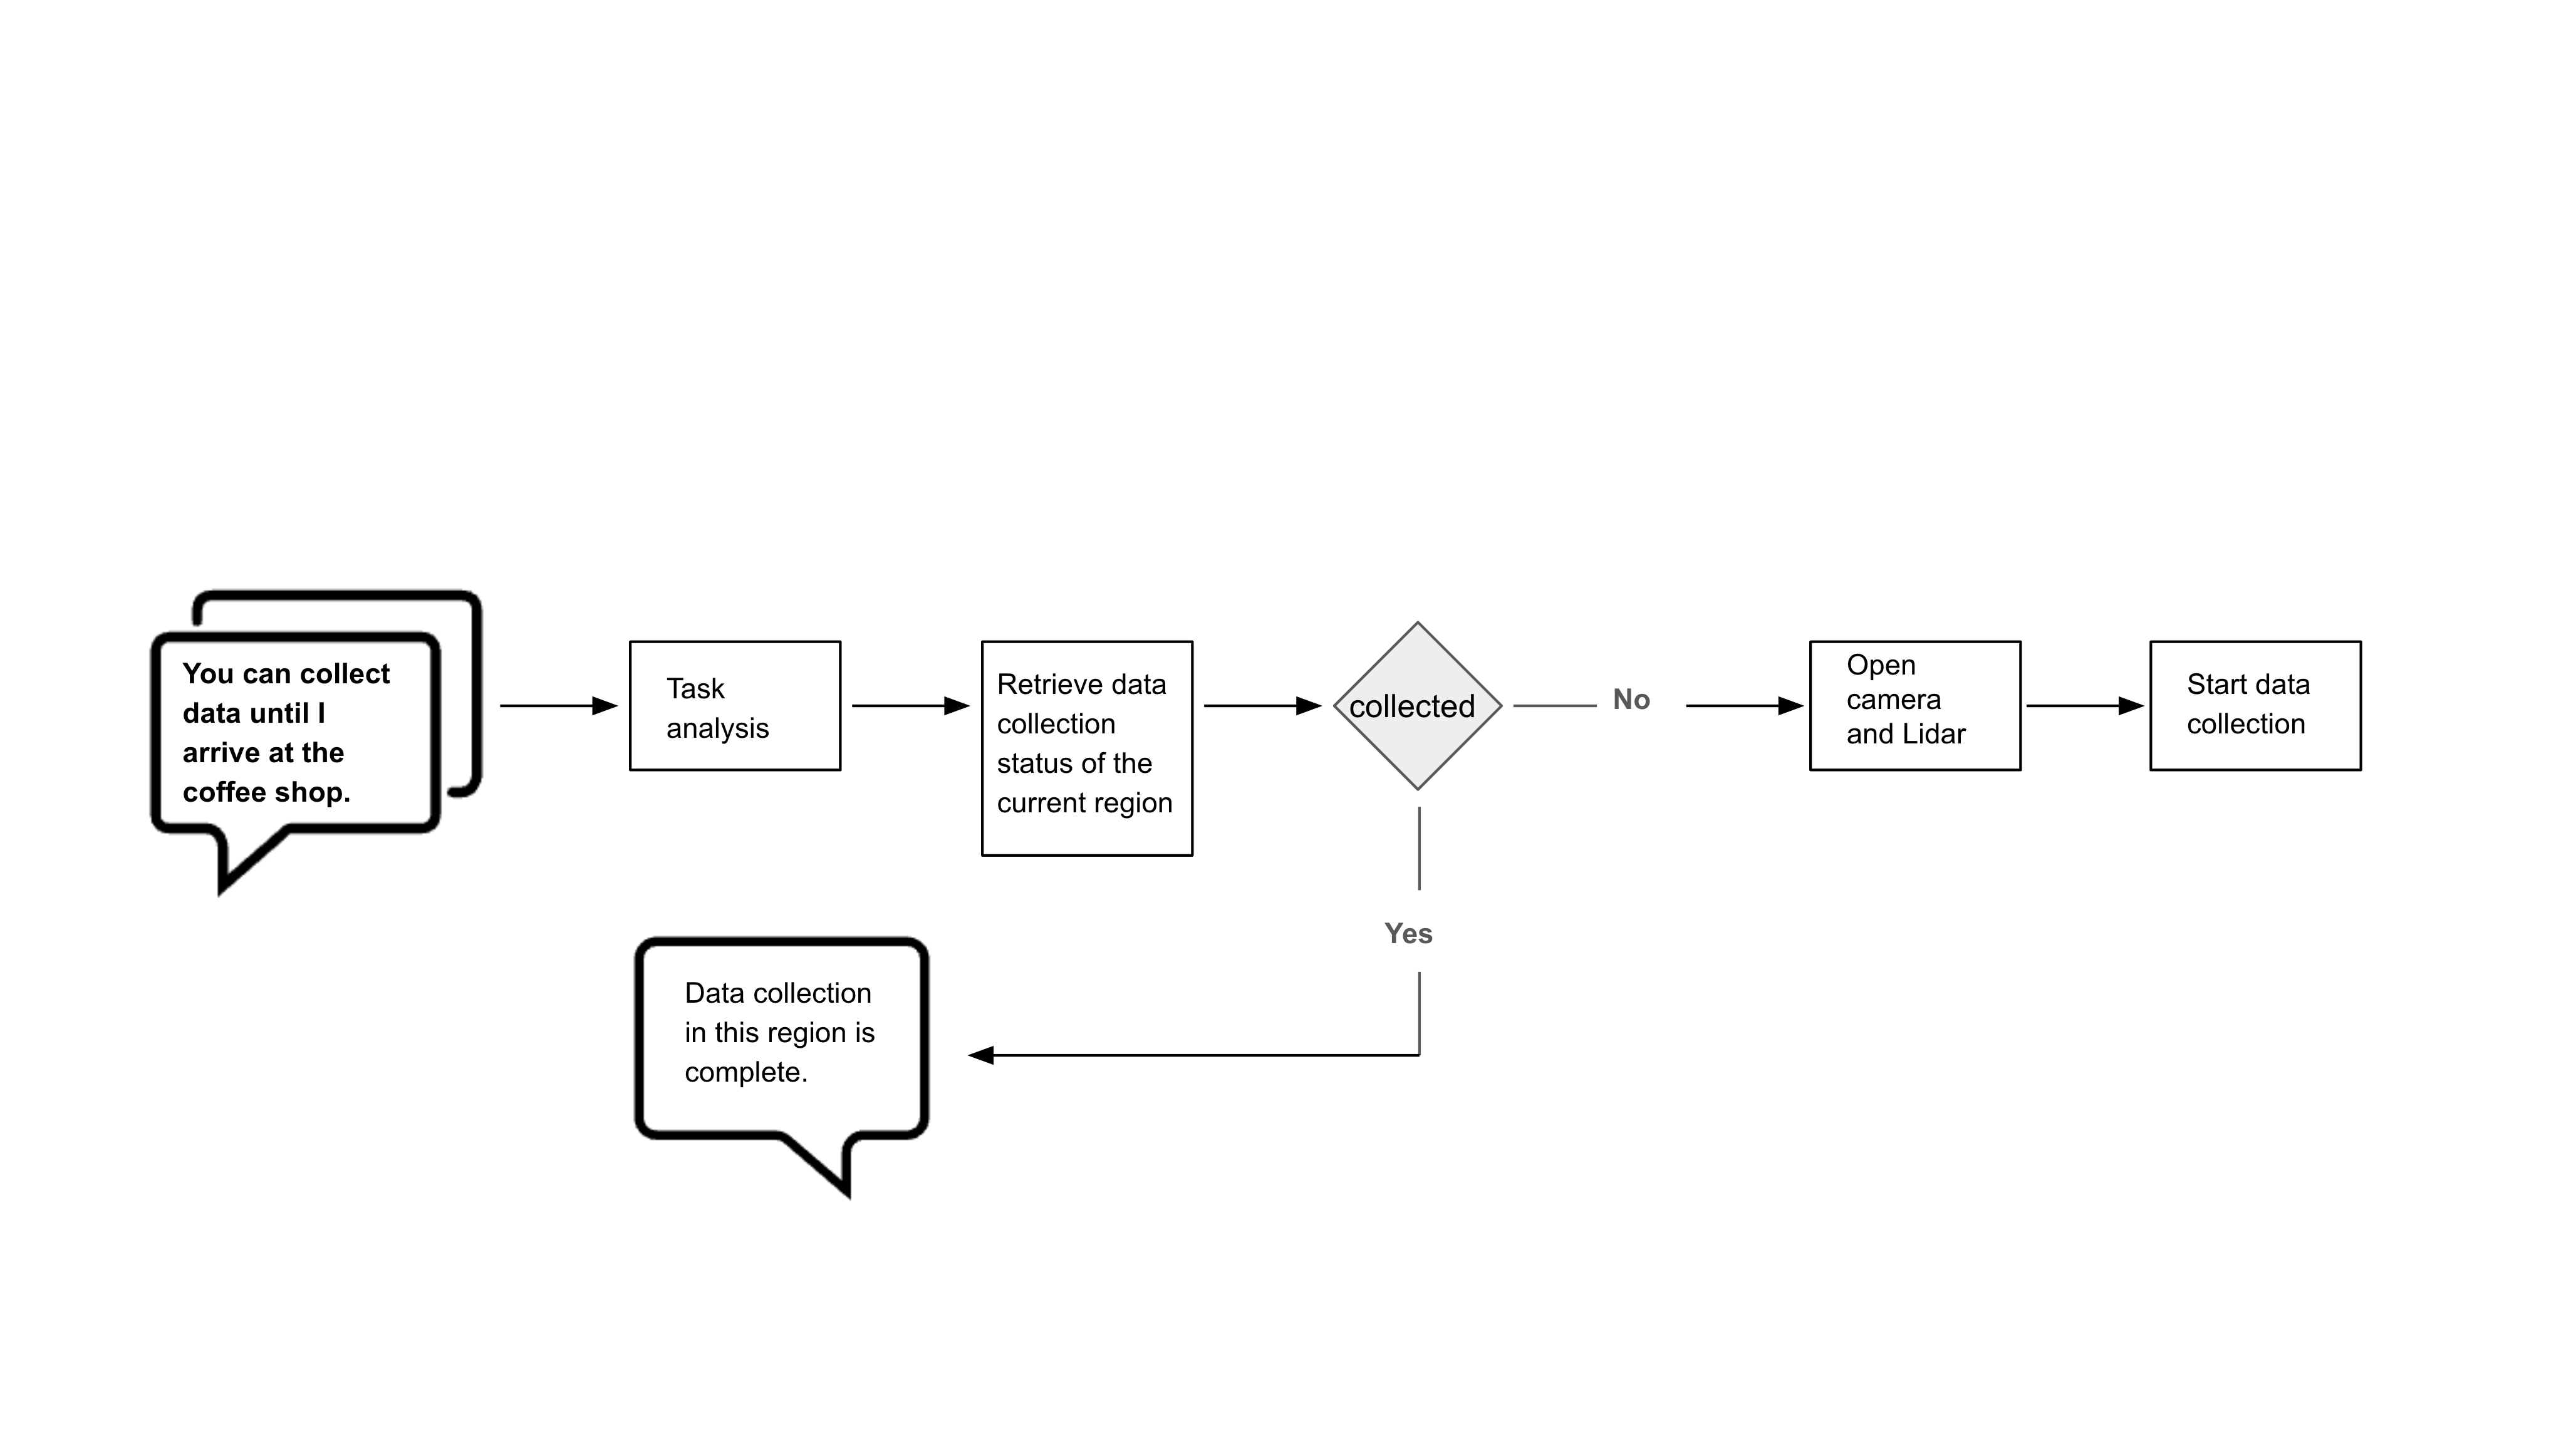 You can collect
data until I
arrive at the
coffee shop.
Task
analysis
Retrieve data
collection
status of the
current region
collected
No
Open
camera
and Lidar
Start data
collection
Yes
Data collection
in this region is
complete.